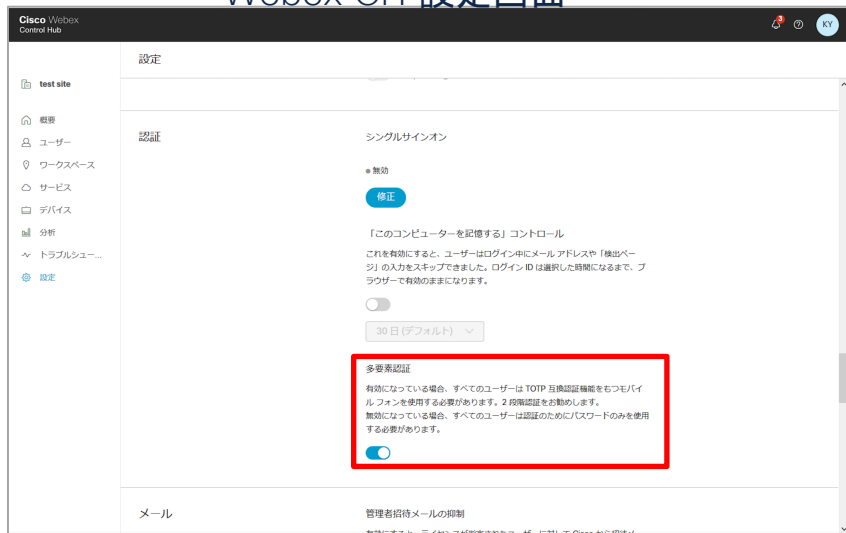 Webex CH 設定画面
Cisco Webex
Control Hub
3
KY
設定
test site
概要
ユーザー
ワークスペース
サービス
デバイス
分析
トラブルシュー...
設定
認証
シングルサインオン
無効
修正
「このコンピューターを記憶する」コントロール
これを有効にすると、ユーザーはログイン中にメール アドレスや「検出ペー
ジ」の入力をスキップできました。ログイン ID は選択した時間になるまで、ブ
ラウザーで有効のままになります。
30 日 (デフォルト)
多要素認証
有効になっている場合、すべてのユーザーは TOTP 互換認証機能をもつモバイ
ル フォンを使用する必要があります。2 段階認証をお勧めします。
無効になっている場合、すべてのユーザーは認証のためにパスワードのみを使用
する必要があります。
メール
管理者招待メールの抑制